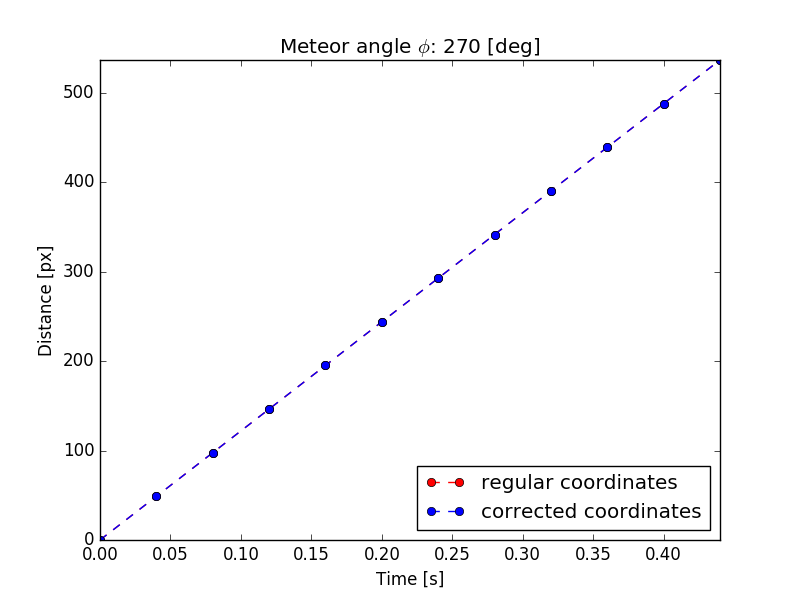 Meteor angle ϕ: 270 [deg]
500
400
300
200
100
0
Distance [px]
regular coordinates
corrected coordinates
0.00 0.05 0.10 0.15 0.20 0.25 0.30 0.35 0.40
Time [s]